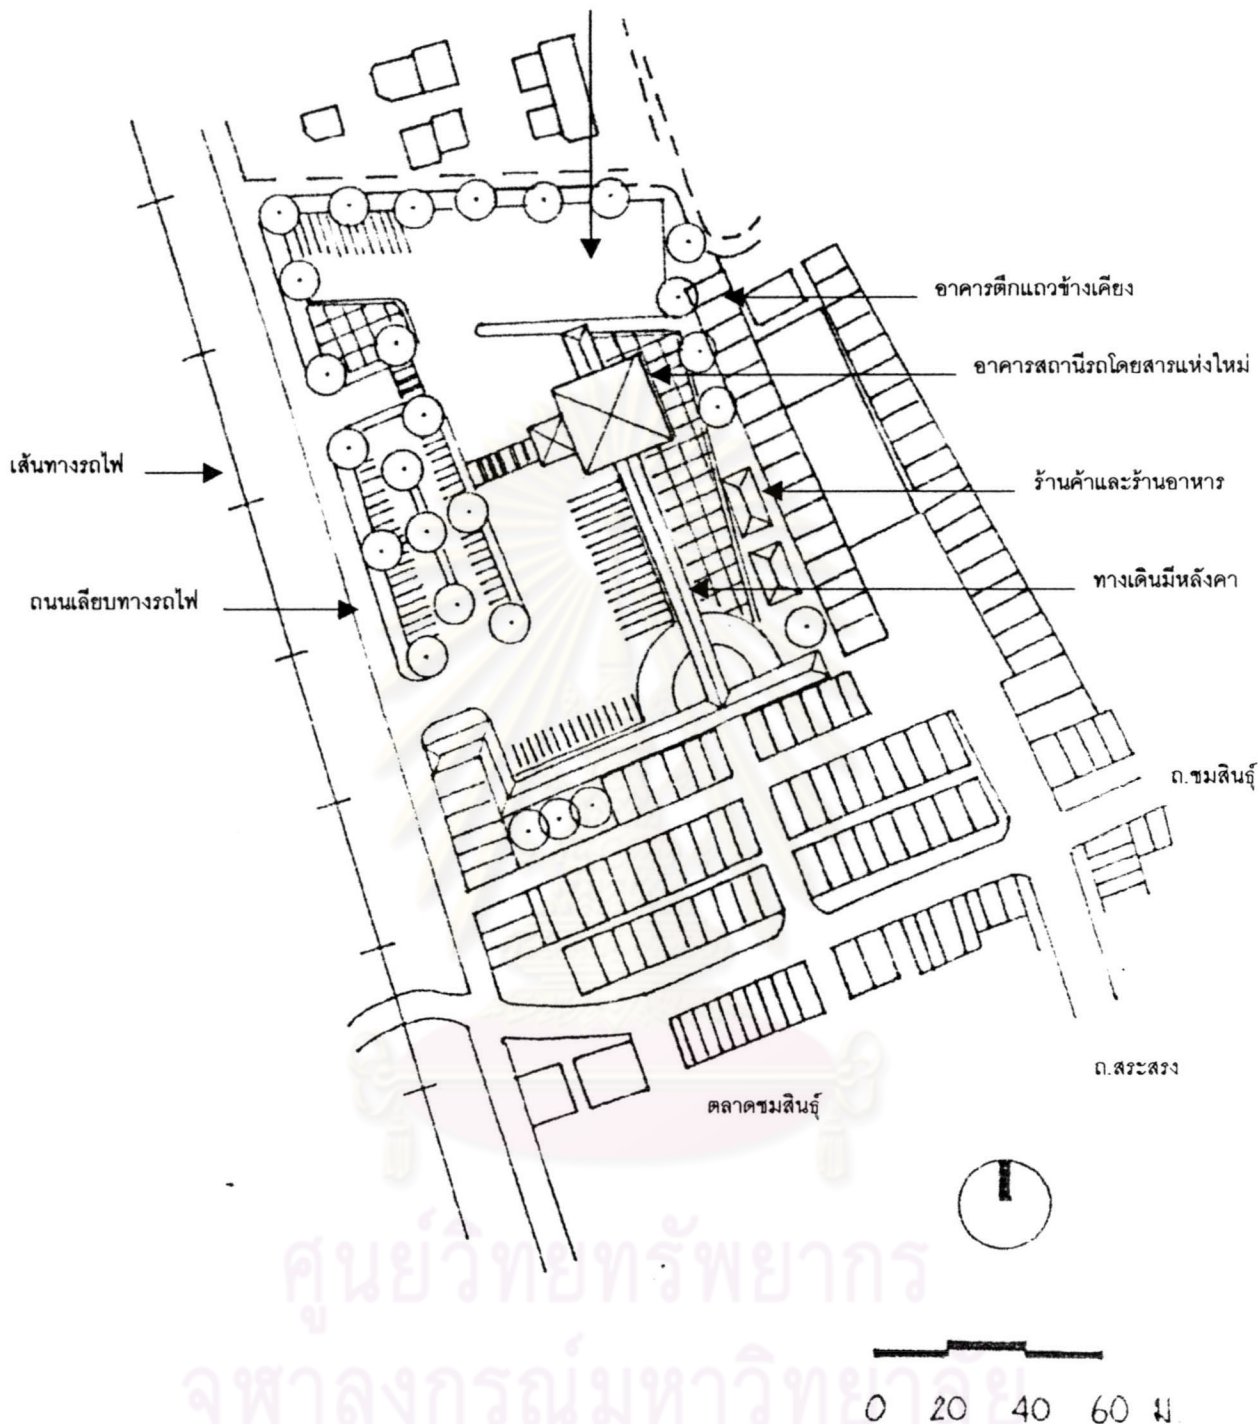 อาคารตึกแถวข้างเคียง
อาคารสถานีรถโดยสารแห่งใหม่
เส้นทางรถไฟ
ร้านค้าและร้านอาหาร
ทางเดินมีหลังคา
ถนนเลียบทางรถไฟ
ถ.ชมสินธุ์
ถ.สระสรง
ตลาดชมสินธุ์
ศูนย์วิทยทรัพยากร
จุฬาลงกรณ์มหาวิทยาลัย
0 20 40 60 ม.